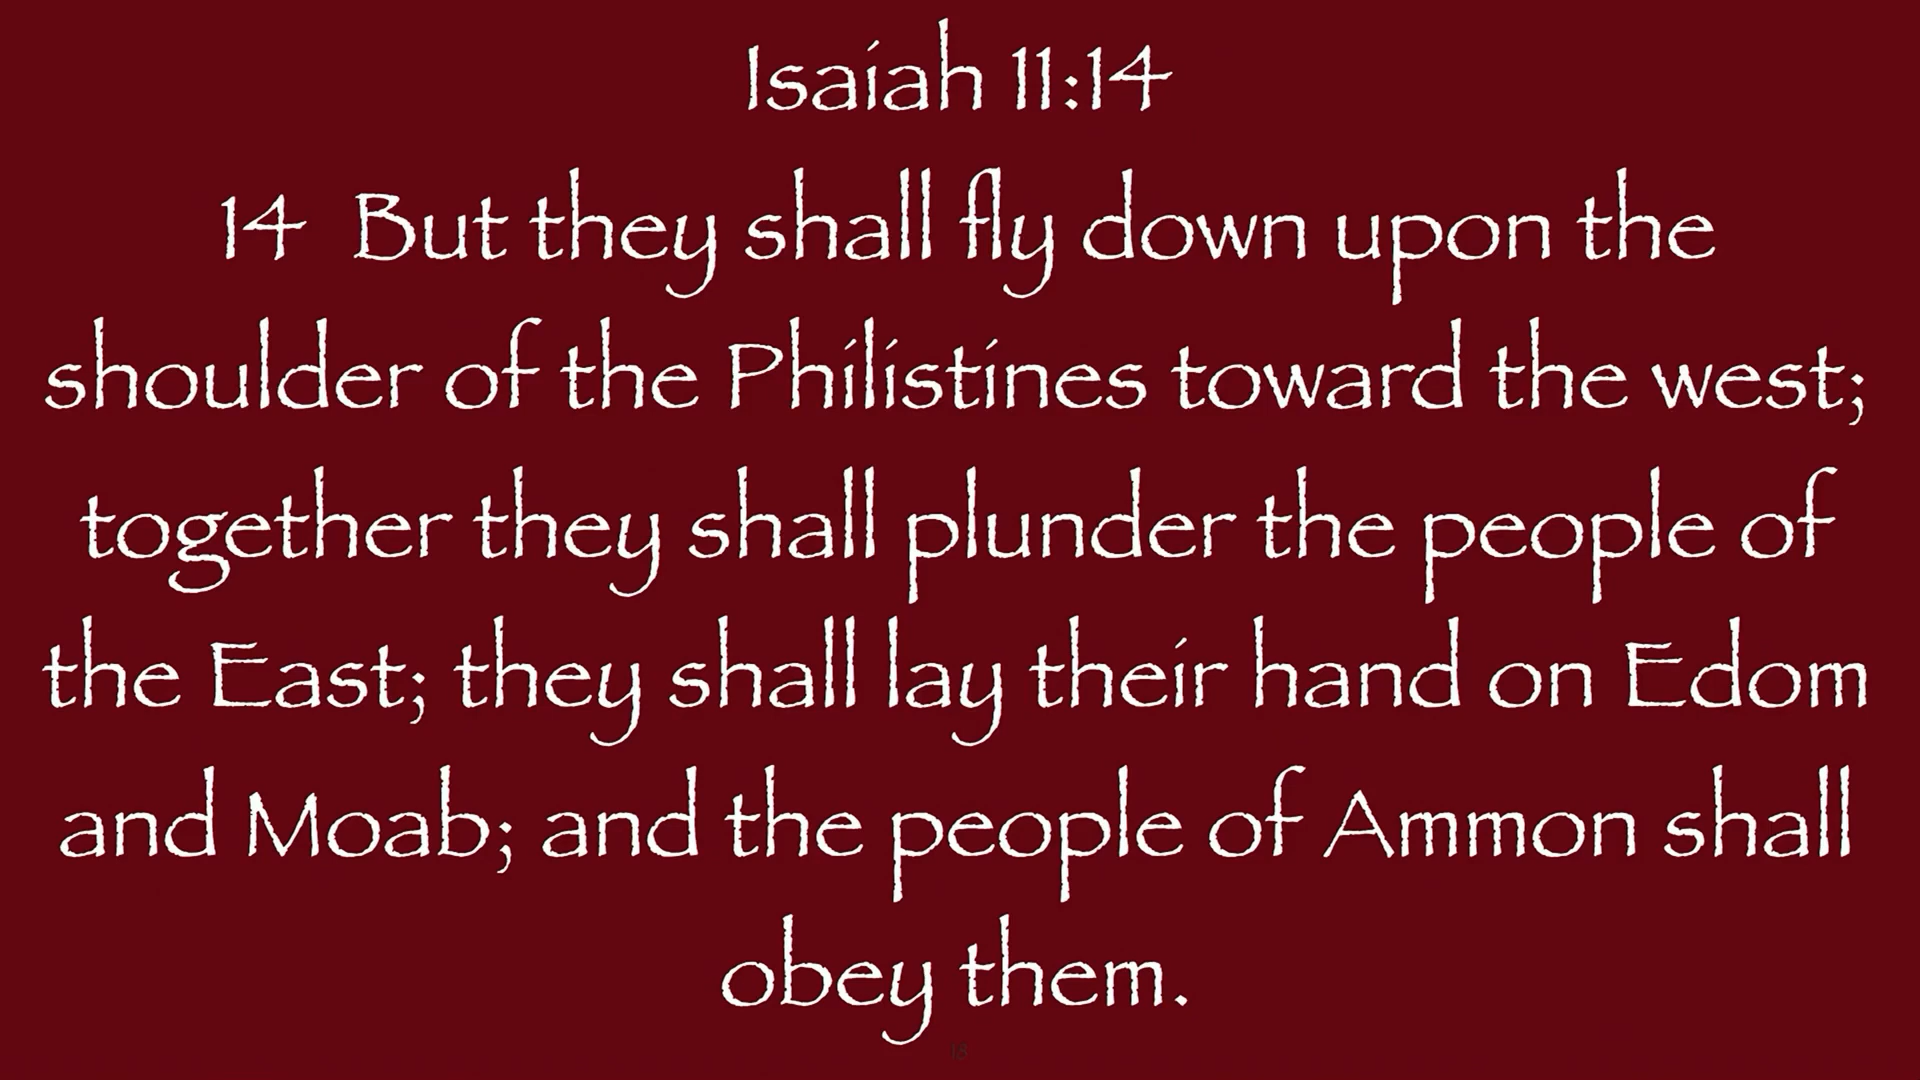 Isaiah 11:14
14 But they shall fly down upon the
shoulder of the Philistines toward the west;
together they shall plunder the people of
the East; they shall lay their hand on Edom
and Moab; and the people of Ammon shall
obey them.
18